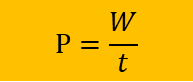 P = W/t